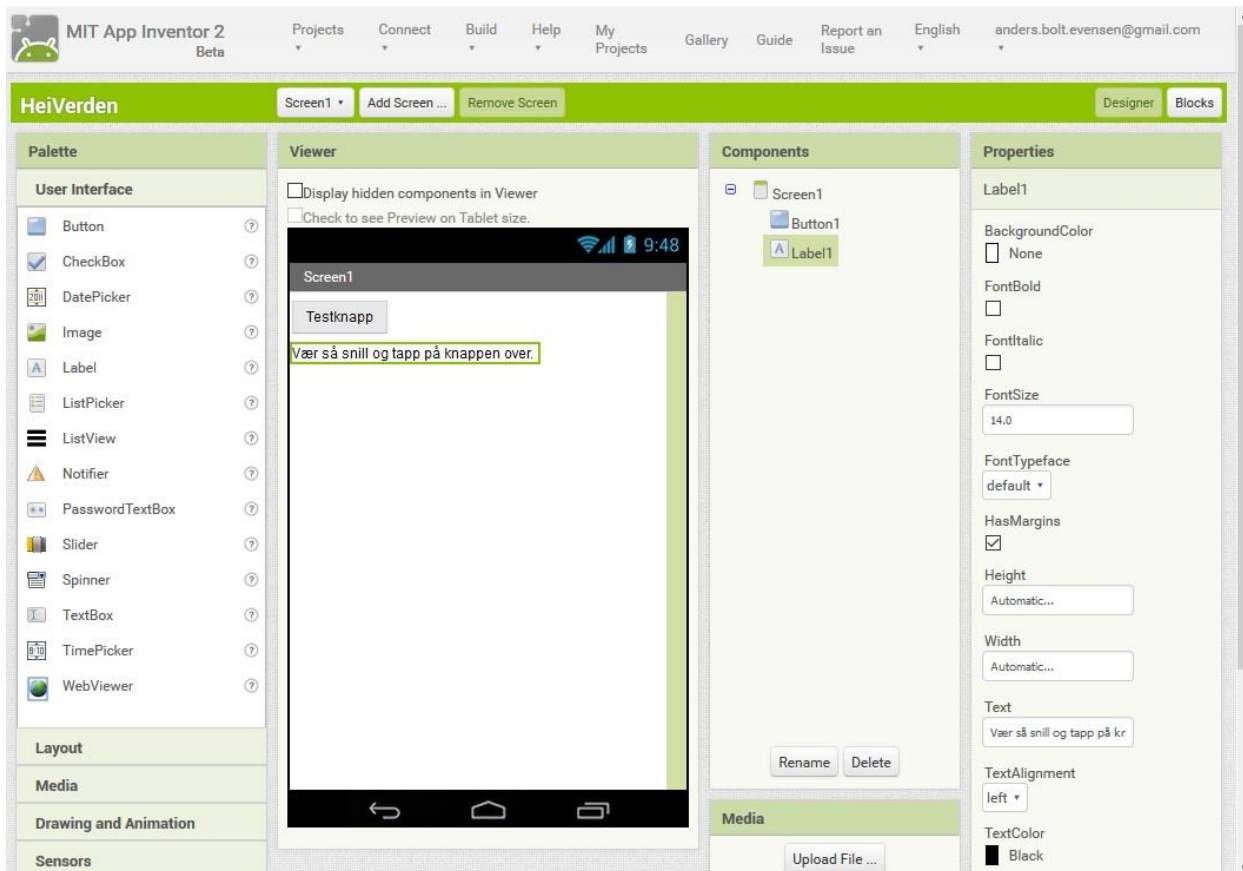 MIT App Inventor 2
Beta
Projects
Connect
Build
Help
My
Projects
Gallery
Guide
Report an
Issue
English
anders.bolt.evensen@gmail.com
HeiVerden
Screen1
Add Screen ...
Remove Screen
Designer
Blocks
Palette
User Interface
Button
CheckBox
DatePicker
Image
Label
ListPicker
ListView
Notifier
PasswordTextBox
Slider
Spinner
TextBox
TimePicker
WebViewer
Layout
Media
Drawing and Animation
Sensors
Viewer
Display hidden components in Viewer
Check to see Preview on Tablet size.
9:48
Screen1
Testknapp
Vær så snill og tapp på knappen over.
Components
Screen1
Button1
Label1
Rename
Delete
Media
Upload File ...
Properties
Label1
BackgroundColor
None
FontBold
FontItalic
FontSize
14.0
FontTypeface
default
HasMargins
Height
Automatic...
Width
Automatic...
Text
Vær så snill og tapp på kr
TextAlignment
left
TextColor
Black